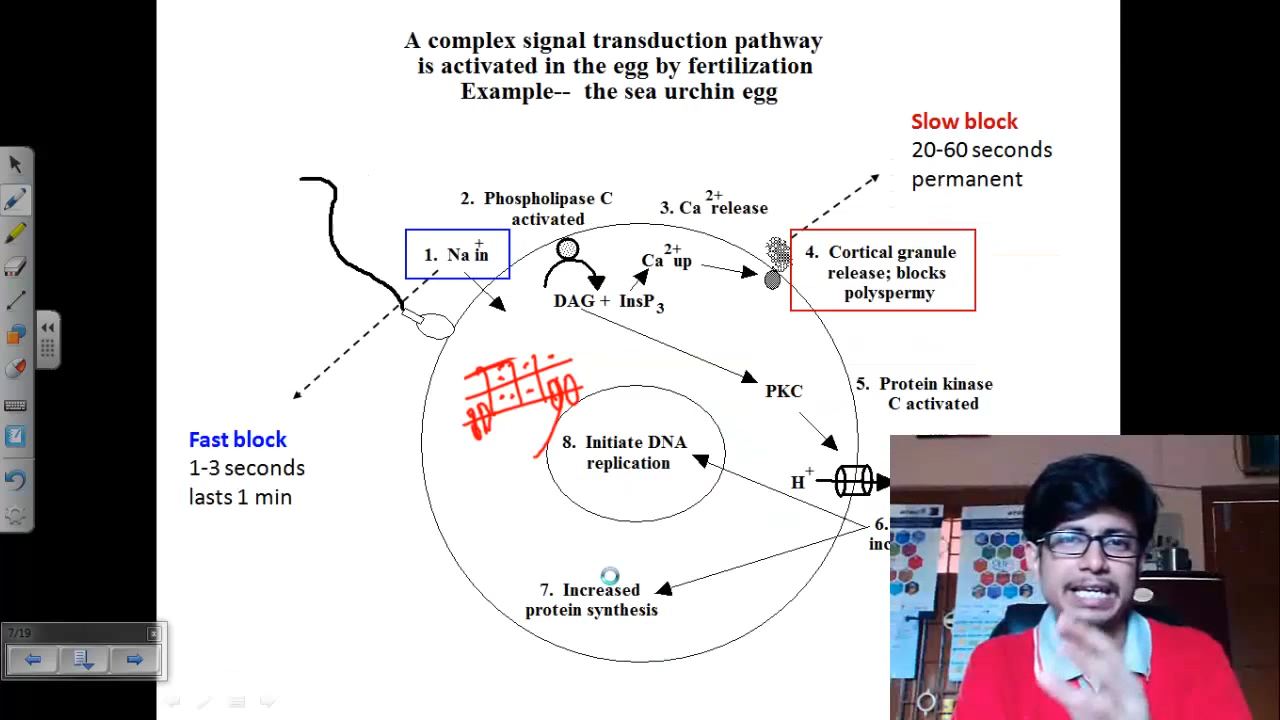 A complex signal transduction pathway
is activated in the egg by fertilization
Example-- the sea urchin egg
Slow block
20-60 seconds
permanent
2. Phospholipase C
activated
3. Ca2+ release
1. Na+ in
Ca2+ up
4. Cortical granule
release; blocks
polyspermy
DAG + InsP3
PKC
5. Protein kinase
C activated
Fast block
1-3 seconds
lasts 1 min
8. Initiate DNA
replication
H+
6.
inc
7. Increased
protein synthesis
7/19